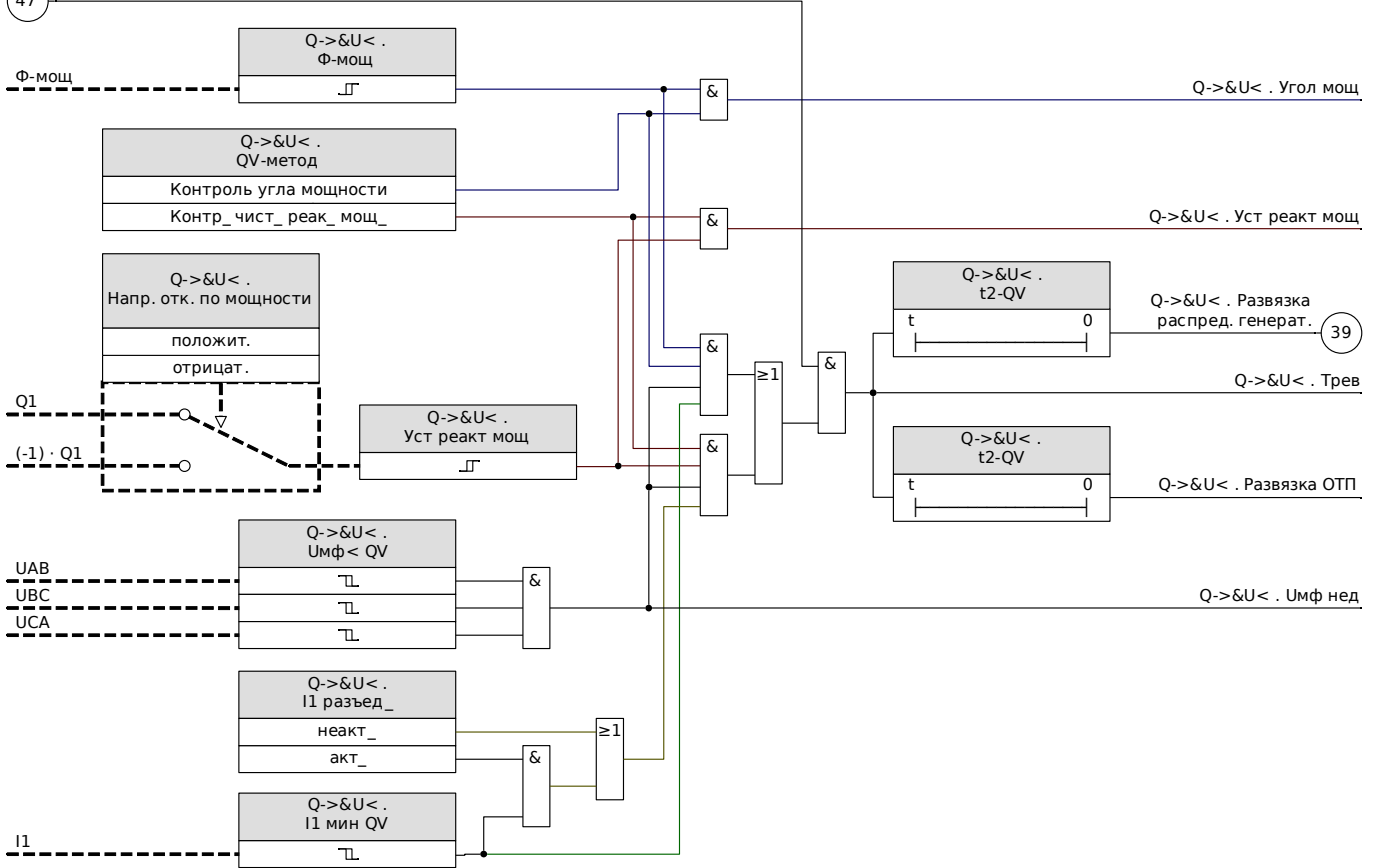 47
Q->&U< .
Ф-мощ
Ф-мощ
&
Q->&U< . Угол мощ
Q->&U< .
QV-метод
Контроль угла мощности
Контр_ чист_ реак_ мощ_
&
Q->&U< . Уст реакт мощ
Q->&U< .
Напр. отк. по мощности
положит.
отрицат.
Q->&U< .
t2-QV
t 0
Q->&U< . Развязка
распред. генерат.
39
&
≥1
&
Q->&U< . Трев
Q1
(-1) · Q1
Q->&U< .
Уст реакт мощ
&
Q->&U< .
t2-QV
t 0
Q->&U< . Развязка ОТП
Q->&U< .
Uмф< QV
UAB
UBC
UCA
&
Q->&U< . Uмф нед
Q->&U< .
I1 разъед_
неакт_
акт_
≥1
&
Q->&U< .
I1 мин QV
I1